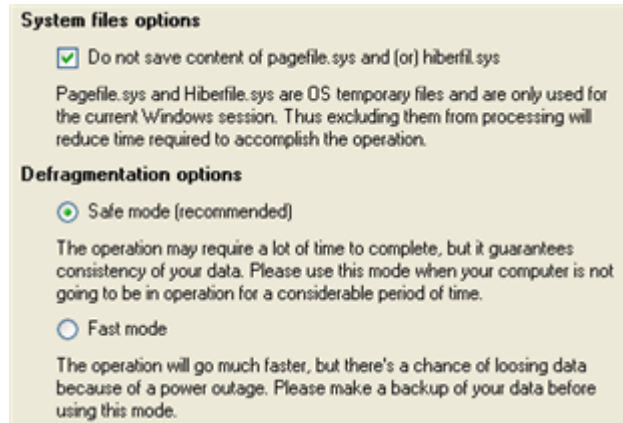 System files options
Do not save content of pagefile.sys and (or) hiberfil.sys
Pagefile.sys and Hiberfile.sys are OS temporary files and are only used for
the current Windows session. Thus excluding them from processing will
reduce time required to accomplish the operation.
Defragmentation options
Safe mode (recommended)
The operation may require a lot of time to complete, but it guarantees
consistency of your data. Please use this mode when your computer is not
going to be in operation for a considerable period of time.
Fast mode
The operation will go much faster, but there's a chance of loosing data
because of a power outage. Please make a backup of your data before
using this mode.